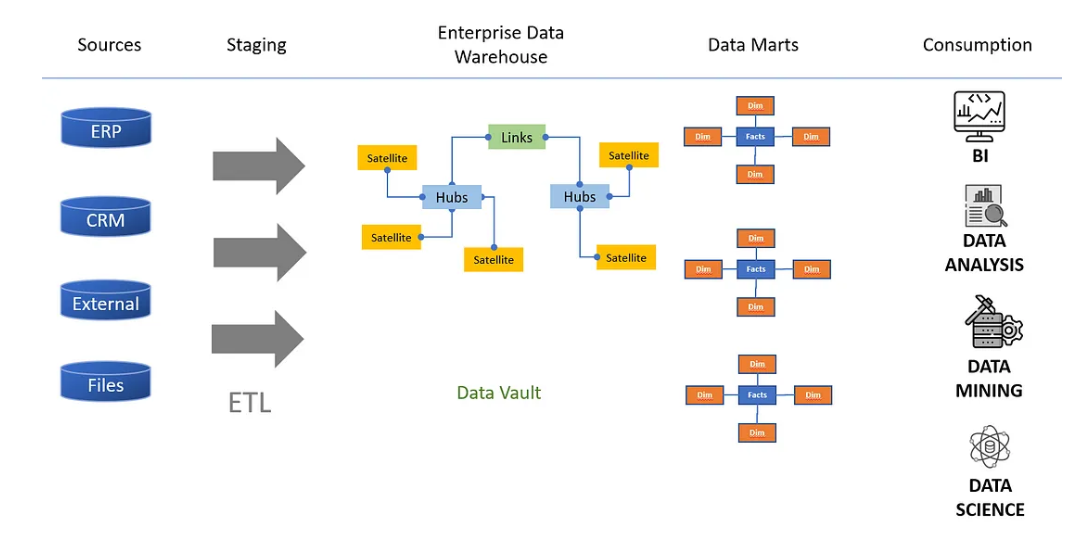 Sources
Staging
Enterprise Data
Warehouse
Data Marts
Consumption
ERP
CRM
External
Files
ETL
Links
Satellite
Satellite
Hubs
Hubs
Satellite
Satellite
Satellite
Data Vault
Dim
Dim
Facts
Dim
Dim
Dim
Dim
Facts
Dim
Dim
Dim
Dim
Facts
Dim
Dim
BI
DATA
ANALYSIS
DATA
MINING
DATA
SCIENCE